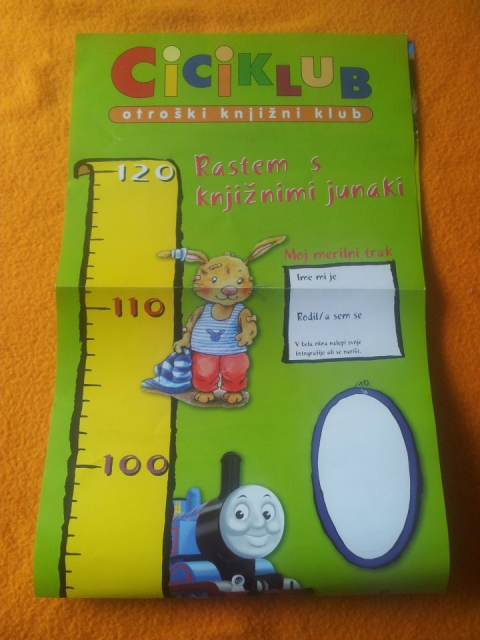 CICIKLUB
otroški knjižni klub
120
Rastem s
knjižnimi junaki
Moj merilni trak
Ime mi je
110
Rodil/a sem se
V bela okna nalepi svoje
fotografije ali se nariši.
100